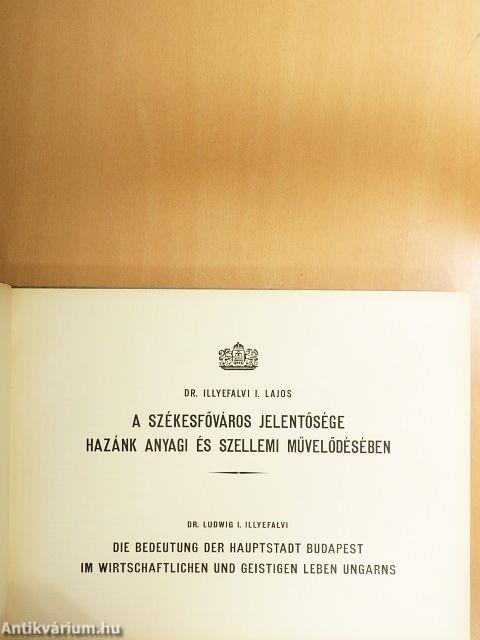 DR. ILLYEFALVI I. LAJOS
A SZÉKESFŐVÁROS JELENTŐSÉGE
HAZÁNK ANYAGI ÉS SZELLEMI MŰVELŐDÉSÉBEN
DR. LUDWIG I. ILLYEFALVI
DIE BEDEUTUNG DER HAUPTSTADT BUDAPEST
IM WIRTSCHAFTLICHEN UND GEISTIGEN LEBEN UNGARNS
Antikvárium.hu